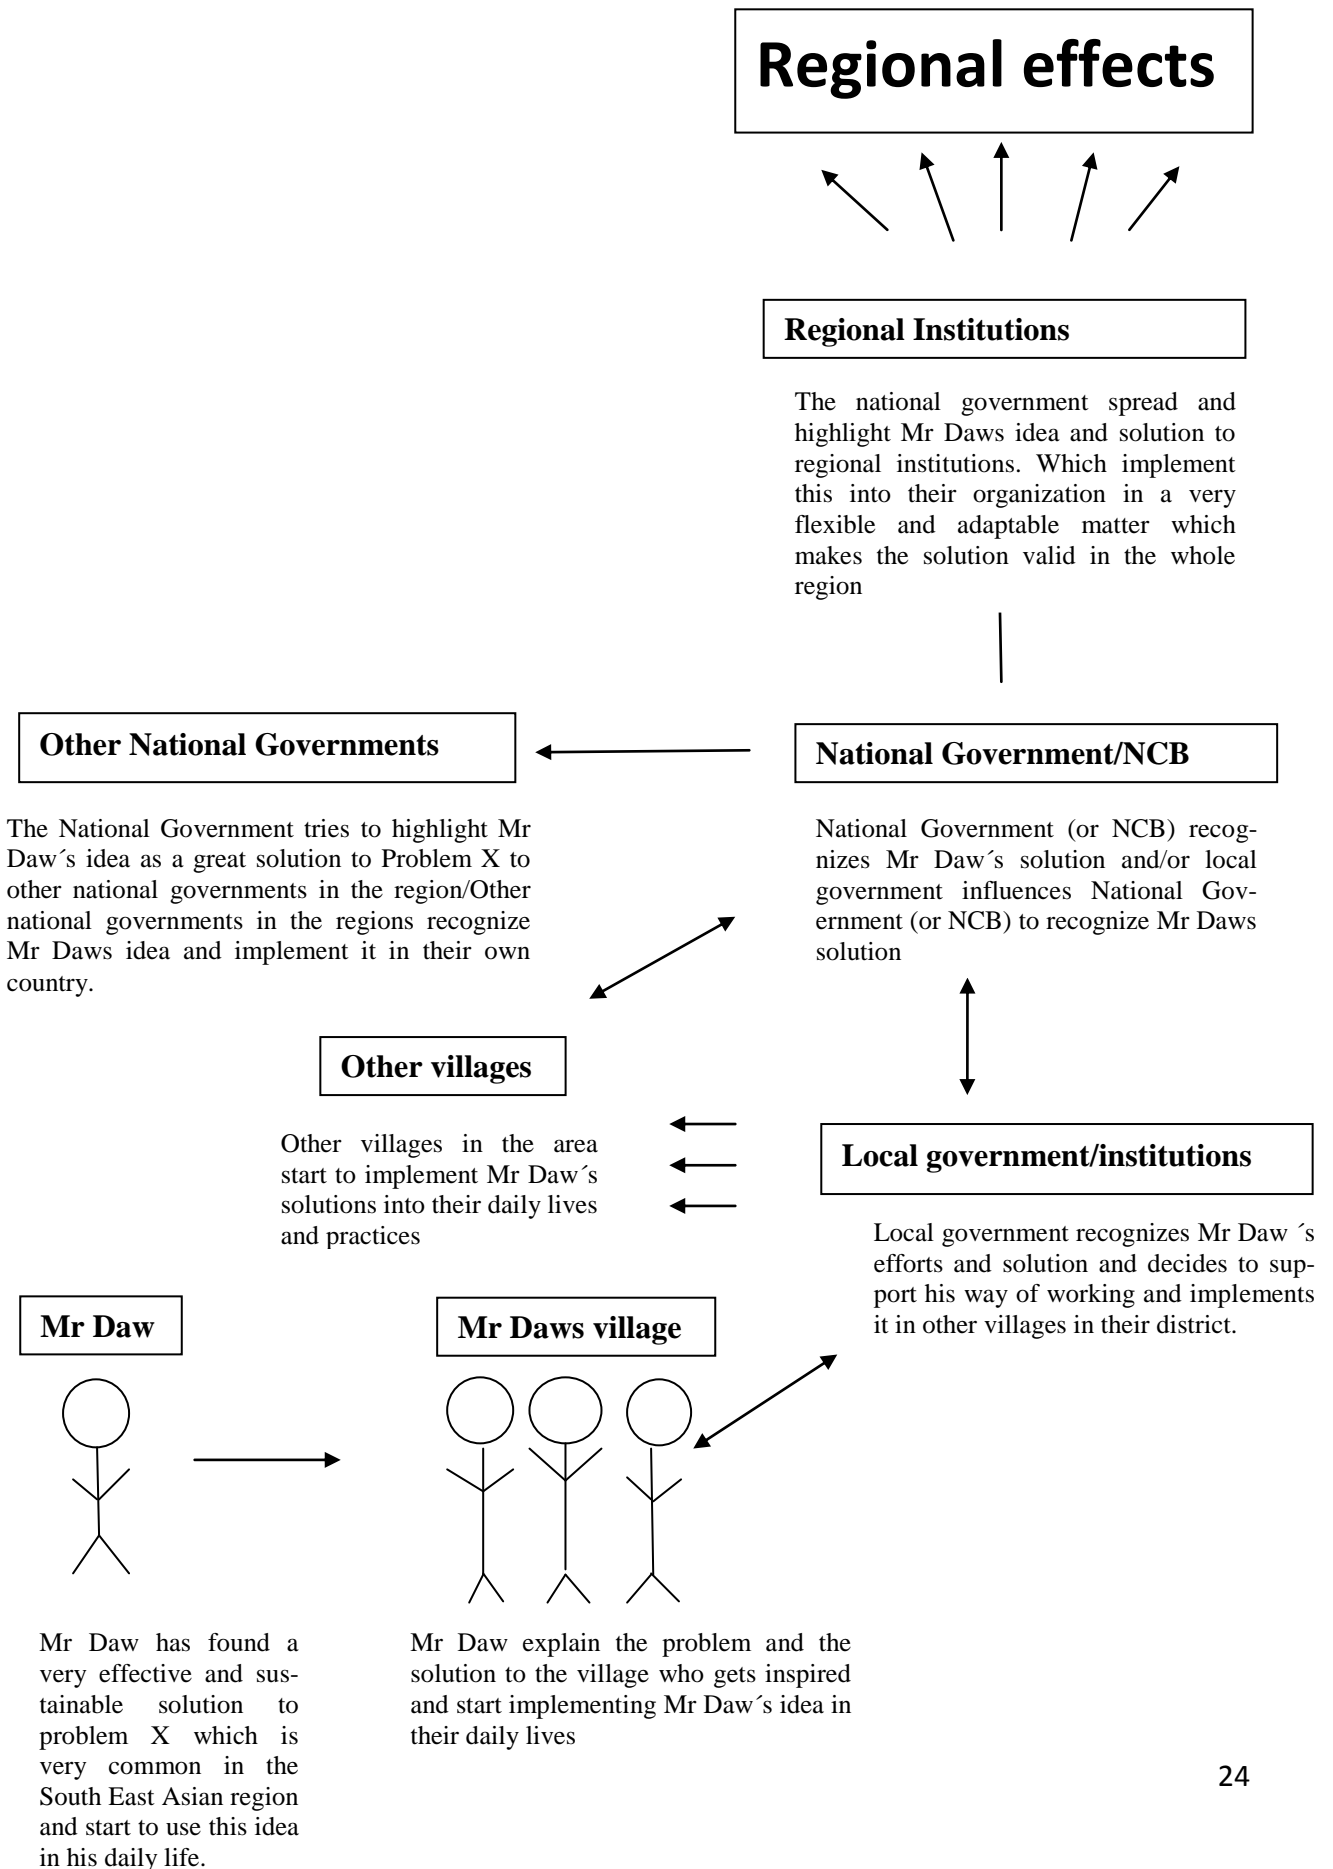 Regional effects
Regional Institutions
The national government spread and
highlight Mr Daws idea and solution to
regional institutions. Which implement
this into their organization in a very
flexible and adaptable matter which
makes the solution valid in the whole
region
Other National Governments
The National Government tries to highlight Mr
Daw´s idea as a great solution to Problem X to
other national governments in the region/Other
national governments in the regions recognize
Mr Daws idea and implement it in their own
country.
National Government/NCB
National Government (or NCB) recog-
nizes Mr Daw´s solution and/or local
government influences National Gov-
ernment (or NCB) to recognize Mr Daws
solution
Other villages
Other villages in the area
start to implement Mr Daw´s
solutions into their daily lives
and practices
Local government/institutions
Local government recognizes Mr Daw ´s
efforts and solution and decides to sup-
port his way of working and implements
it in other villages in their district.
Mr Daw
Mr Daws village
Mr Daw has found a
very effective and sus-
tainable solution to
problem X which is
very common in the
South East Asian region
and start to use this idea
in his daily life.
Mr Daw explain the problem and the
solution to the village who gets inspired
and start implementing Mr Daw´s idea in
their daily lives
24